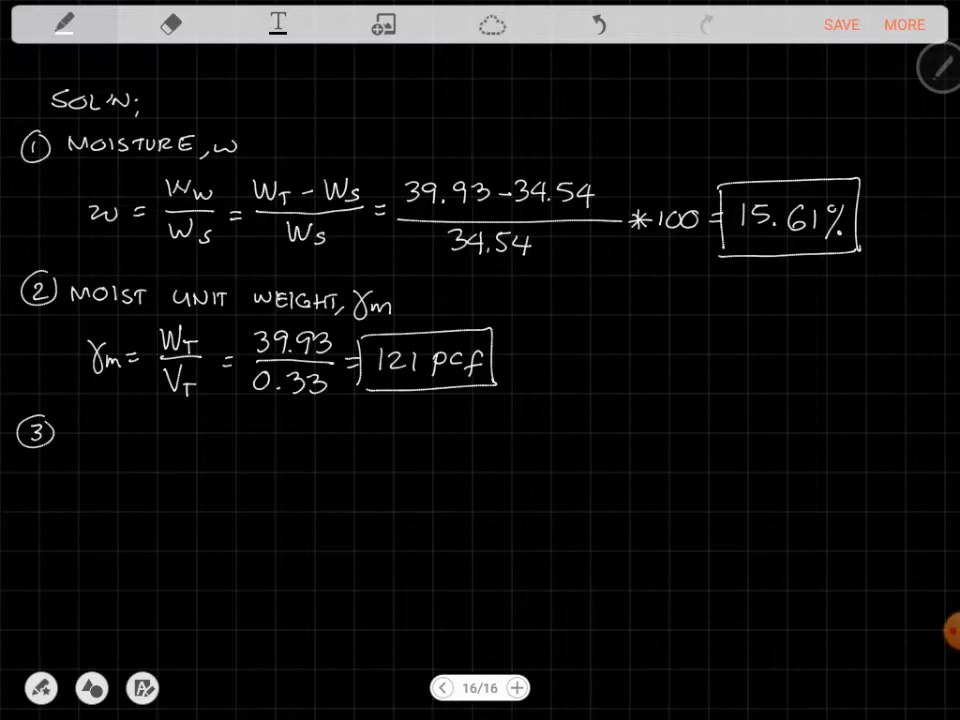 SAVE MORE
SOL'N;
① MOISTURE, w
w = Ww/Ws = WT - Ws/Ws = 39.93 - 34.54/34.54 * 100 = 15.61%
② MOIST UNIT WEIGHT, γm
γm = WT/VT = 39.93/0.33 = 121 pcf
③
16/16